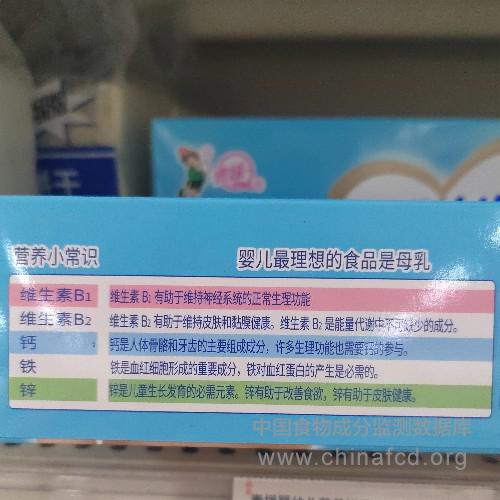 营养小常识 婴儿最理想的食品是母乳
维生素B1 维生素 B1 有助于维持神经系统的正常生理功能
维生素B2 维生素 B2 有助于维持皮肤和黏膜健康。维生素 B2 是能量代谢中不可缺少的成分。
钙 钙是人体骨骼和牙齿的主要组成成分，许多生理功能也需要钙的参与。
铁 铁是血红细胞形成的重要成分，铁对血红蛋白的产生是必需的。
锌 锌是儿童生长发育的必需元素。锌有助于改善食欲，锌有助于皮肤健康。
中国食物成分监测数据库
www.chinafcd.org